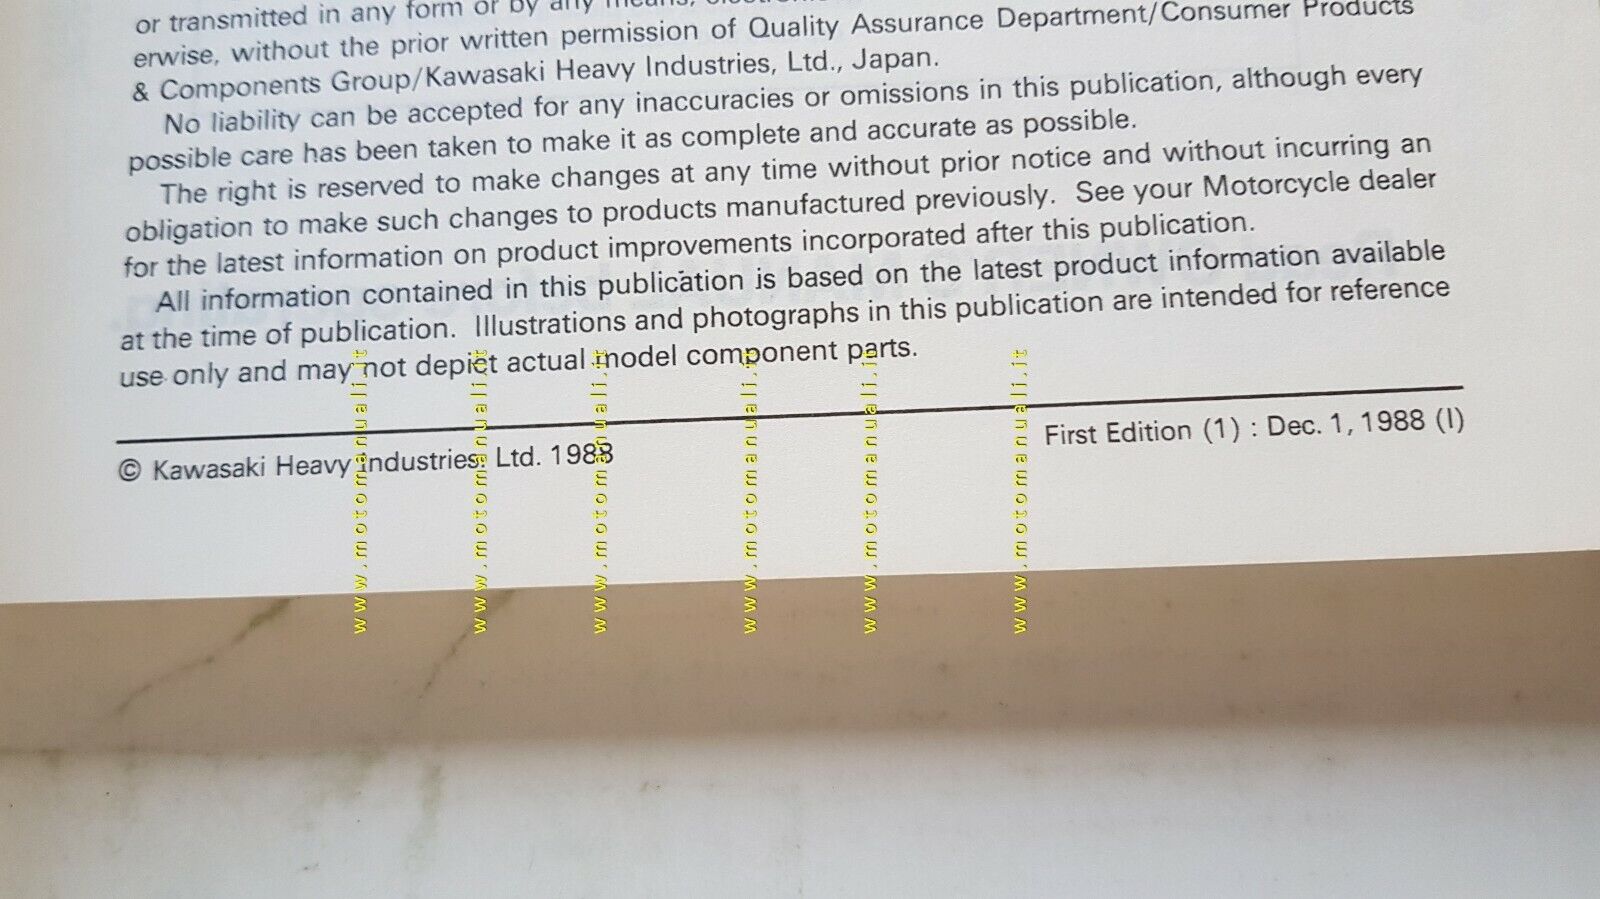 or transmitted in any form or by any means,
erwise, without the prior written permission of Quality Assurance Department/Consumer Products
& Components Group/Kawasaki Heavy Industries, Ltd., Japan.
No liability can be accepted for any inaccuracies or omissions in this publication, although every
possible care has been taken to make it as complete and accurate as possible.
The right is reserved to make changes at any time without prior notice and without incurring an
obligation to make such changes to products manufactured previously. See your Motorcycle dealer
for the latest information on product improvements incorporated after this publication.
All information contained in this publication is based on the latest product information available
at the time of publication. Illustrations and photographs in this publication are intended for reference
use only and may not depict actual model component parts.
© Kawasaki Heavy Industries, Ltd. 1988
First Edition (1) : Dec. 1, 1988 (I)
www.motomanuali.it
www.motomanuali.it
www.motomanuali.it
www.motomanuali.it
www.motomanuali.it
www.motomanuali.it